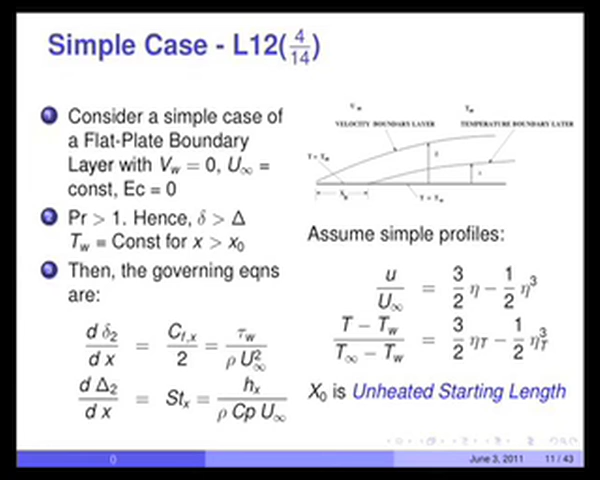 Simple Case - L12(4/14)
1 Consider a simple case of
a Flat-Plate Boundary
Layer with V_w = 0, U_∞ =
const, Ec = 0
2 Pr > 1. Hence, δ > Δ
T_w = Const for x > x_0
3 Then, the governing eqns
are:
d δ_2 / d x = C_{f,x} / 2 = τ_w / ρ U_∞^2
d Δ_2 / d x = St_x = h_x / ρ Cp U_∞
VELOCITY BOUNDARY LAYER
TEMPERATURE BOUNDARY LAYER
Assume simple profiles:
u / U_∞ = 3/2 η − 1/2 η^3
T − T_w / T_∞ − T_w = 3/2 η_T − 1/2 η_T^3
X_0 is Unheated Starting Length
()
June 3, 2011 11 / 43